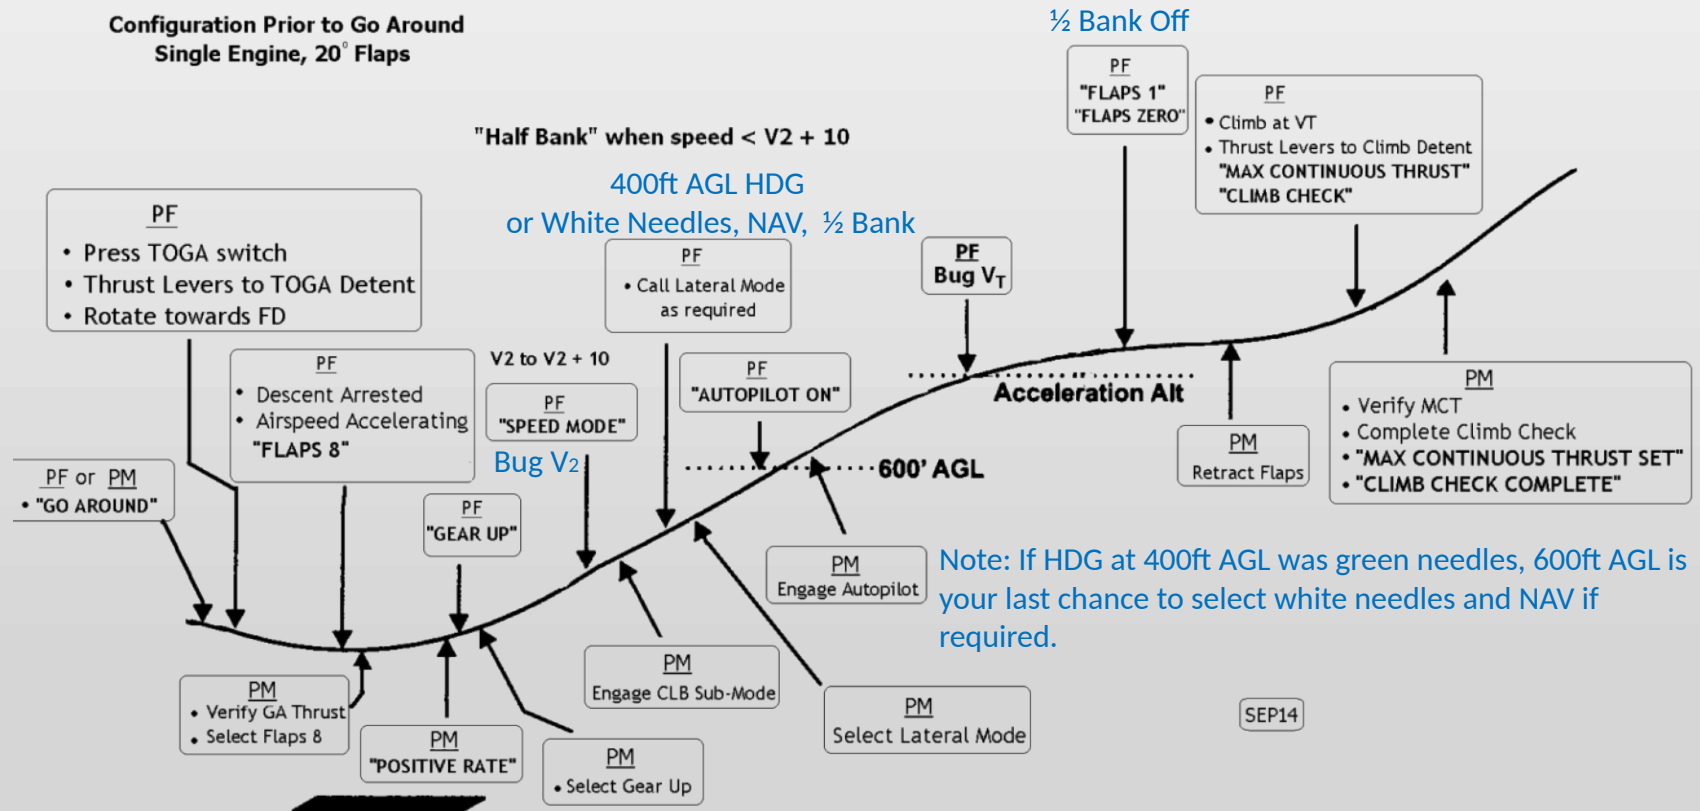 Configuration Prior to Go Around
Single Engine, 20° Flaps
½ Bank Off
PF
"FLAPS 1"
"FLAPS ZERO"
PF
• Climb at VT
• Thrust Levers to Climb Detent
"MAX CONTINUOUS THRUST"
"CLIMB CHECK"
"Half Bank" when speed < V2 + 10
400ft AGL HDG
or White Needles, NAV, ½ Bank
PF
• Press TOGA switch
• Thrust Levers to TOGA Detent
• Rotate towards FD
PF
• Call Lateral Mode
as required
PF
Bug VT
PF
• Descent Arrested
• Airspeed Accelerating
"FLAPS 8"
V2 to V2 + 10
PF
"SPEED MODE"
Bug V2
PF
"AUTOPILOT ON"
Acceleration Alt
600' AGL
PF or PM
• "GO AROUND"
PF
"GEAR UP"
PM
Retract Flaps
PM
• Verify MCT
• Complete Climb Check
• "MAX CONTINUOUS THRUST SET"
• "CLIMB CHECK COMPLETE"
PM
Engage Autopilot
Note: If HDG at 400ft AGL was green needles, 600ft AGL is
your last chance to select white needles and NAV if
required.
PM
• Verify GA Thrust
• Select Flaps 8
PM
"POSITIVE RATE"
PM
• Select Gear Up
PM
Engage CLB Sub-Mode
PM
Select Lateral Mode
SEP14